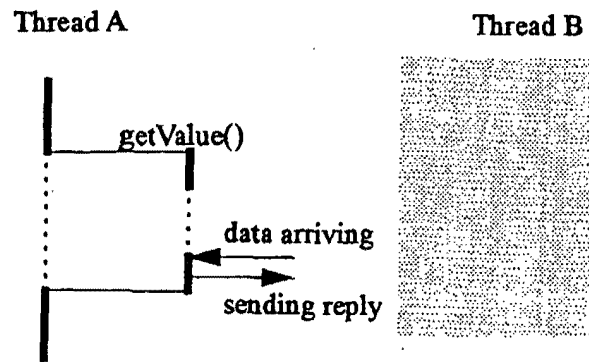 Thread A
Thread B
getValue()
data arriving
sending reply